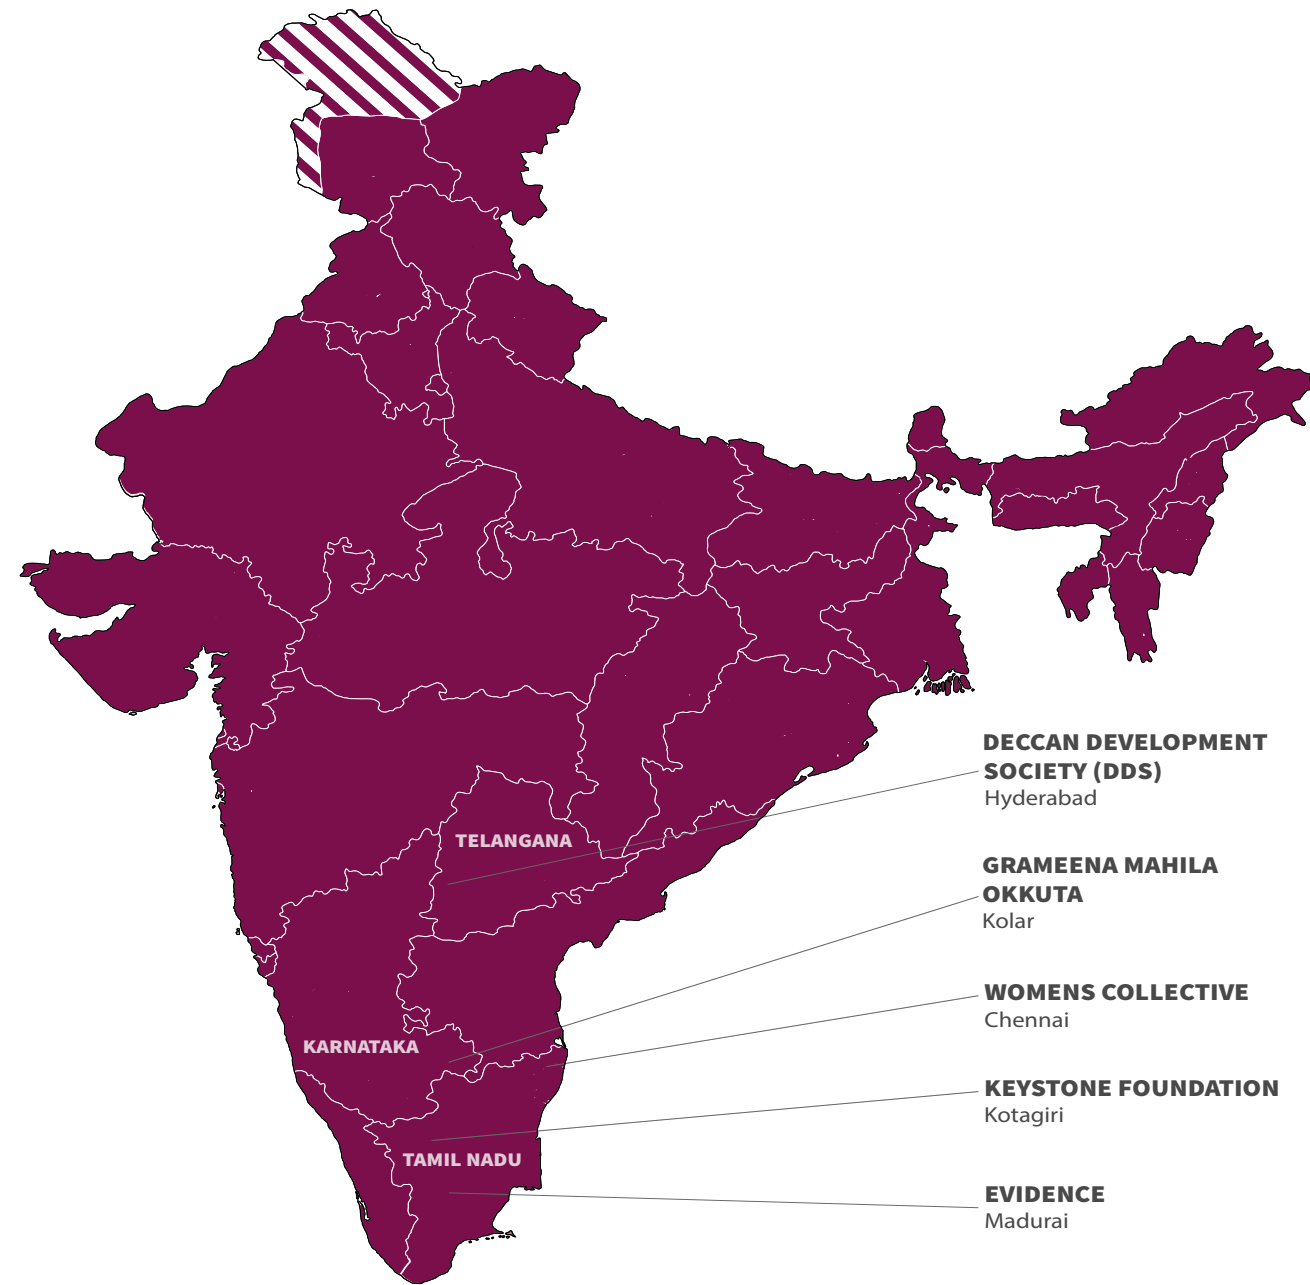 DECCAN DEVELOPMENT
SOCIETY (DDS)
Hyderabad
TELANGANA
GRAMEENA MAHILA
OKKUTA
Kolar
WOMENS COLLECTIVE
Chennai
KARNATAKA
KEYSTONE FOUNDATION
Kotagiri
TAMIL NADU
EVIDENCE
Madurai